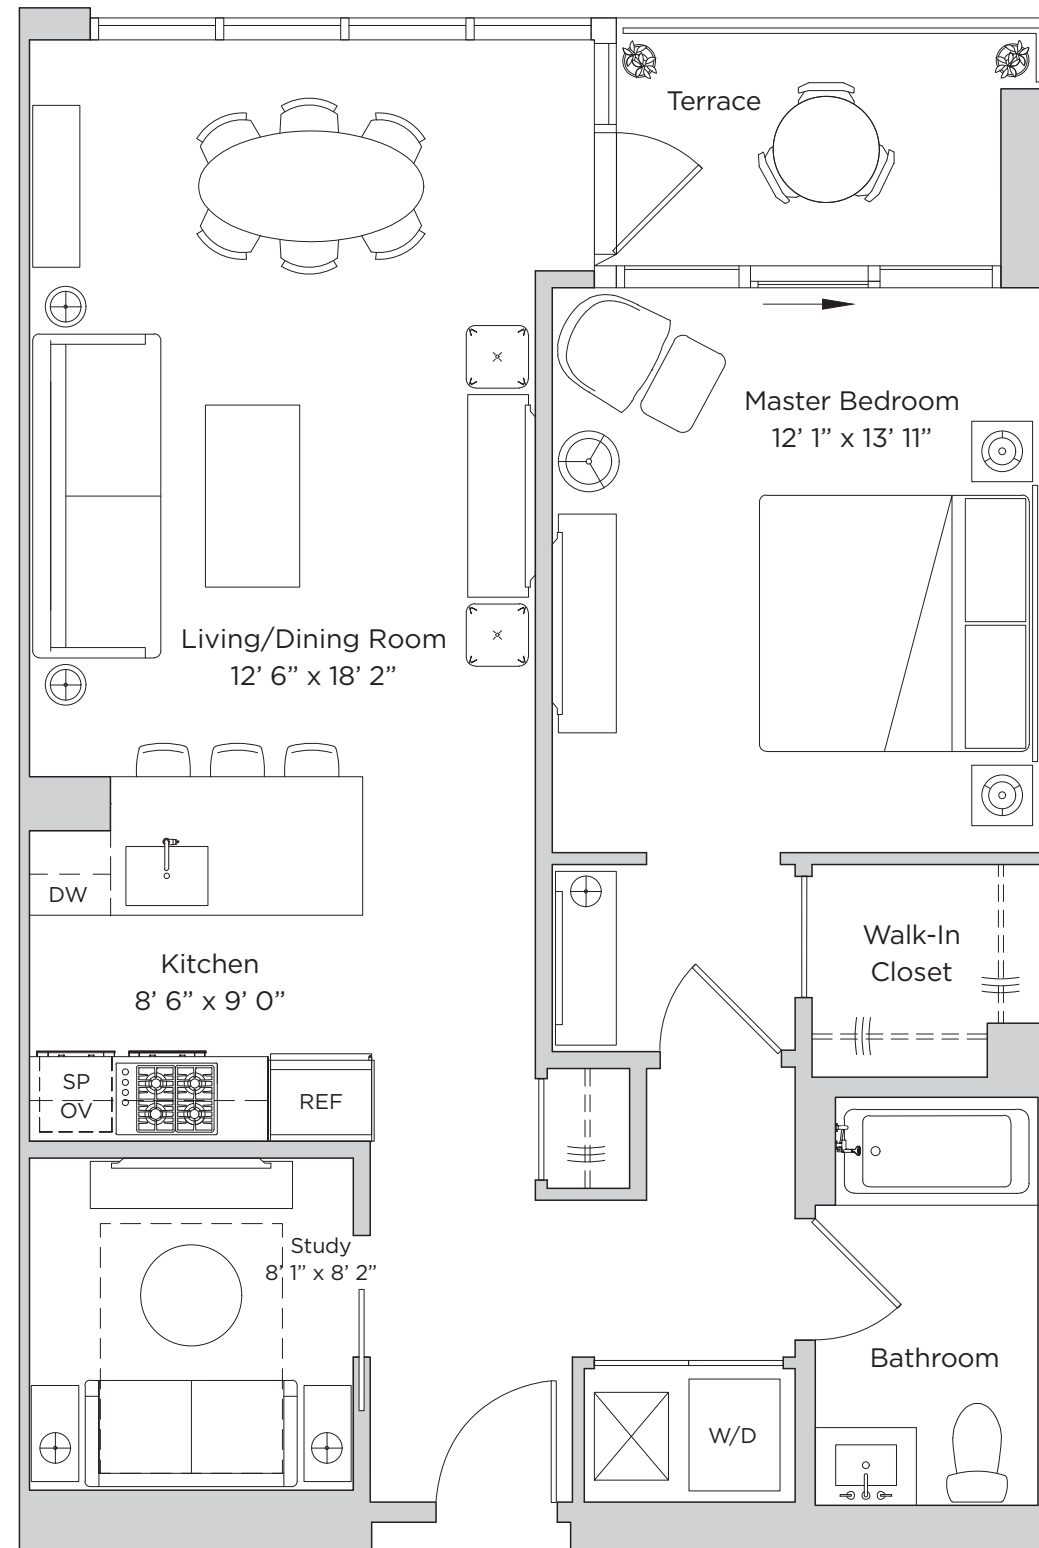 Terrace
Master Bedroom
12’ 1” x 13’ 11”
Living/Dining Room
12’ 6” x 18’ 2”
DW
Walk-In
Closet
Kitchen
8’ 6” x 9’ 0”
SP
OV
REF
Study
8’ 1” x 8’ 2”
Bathroom
W/D